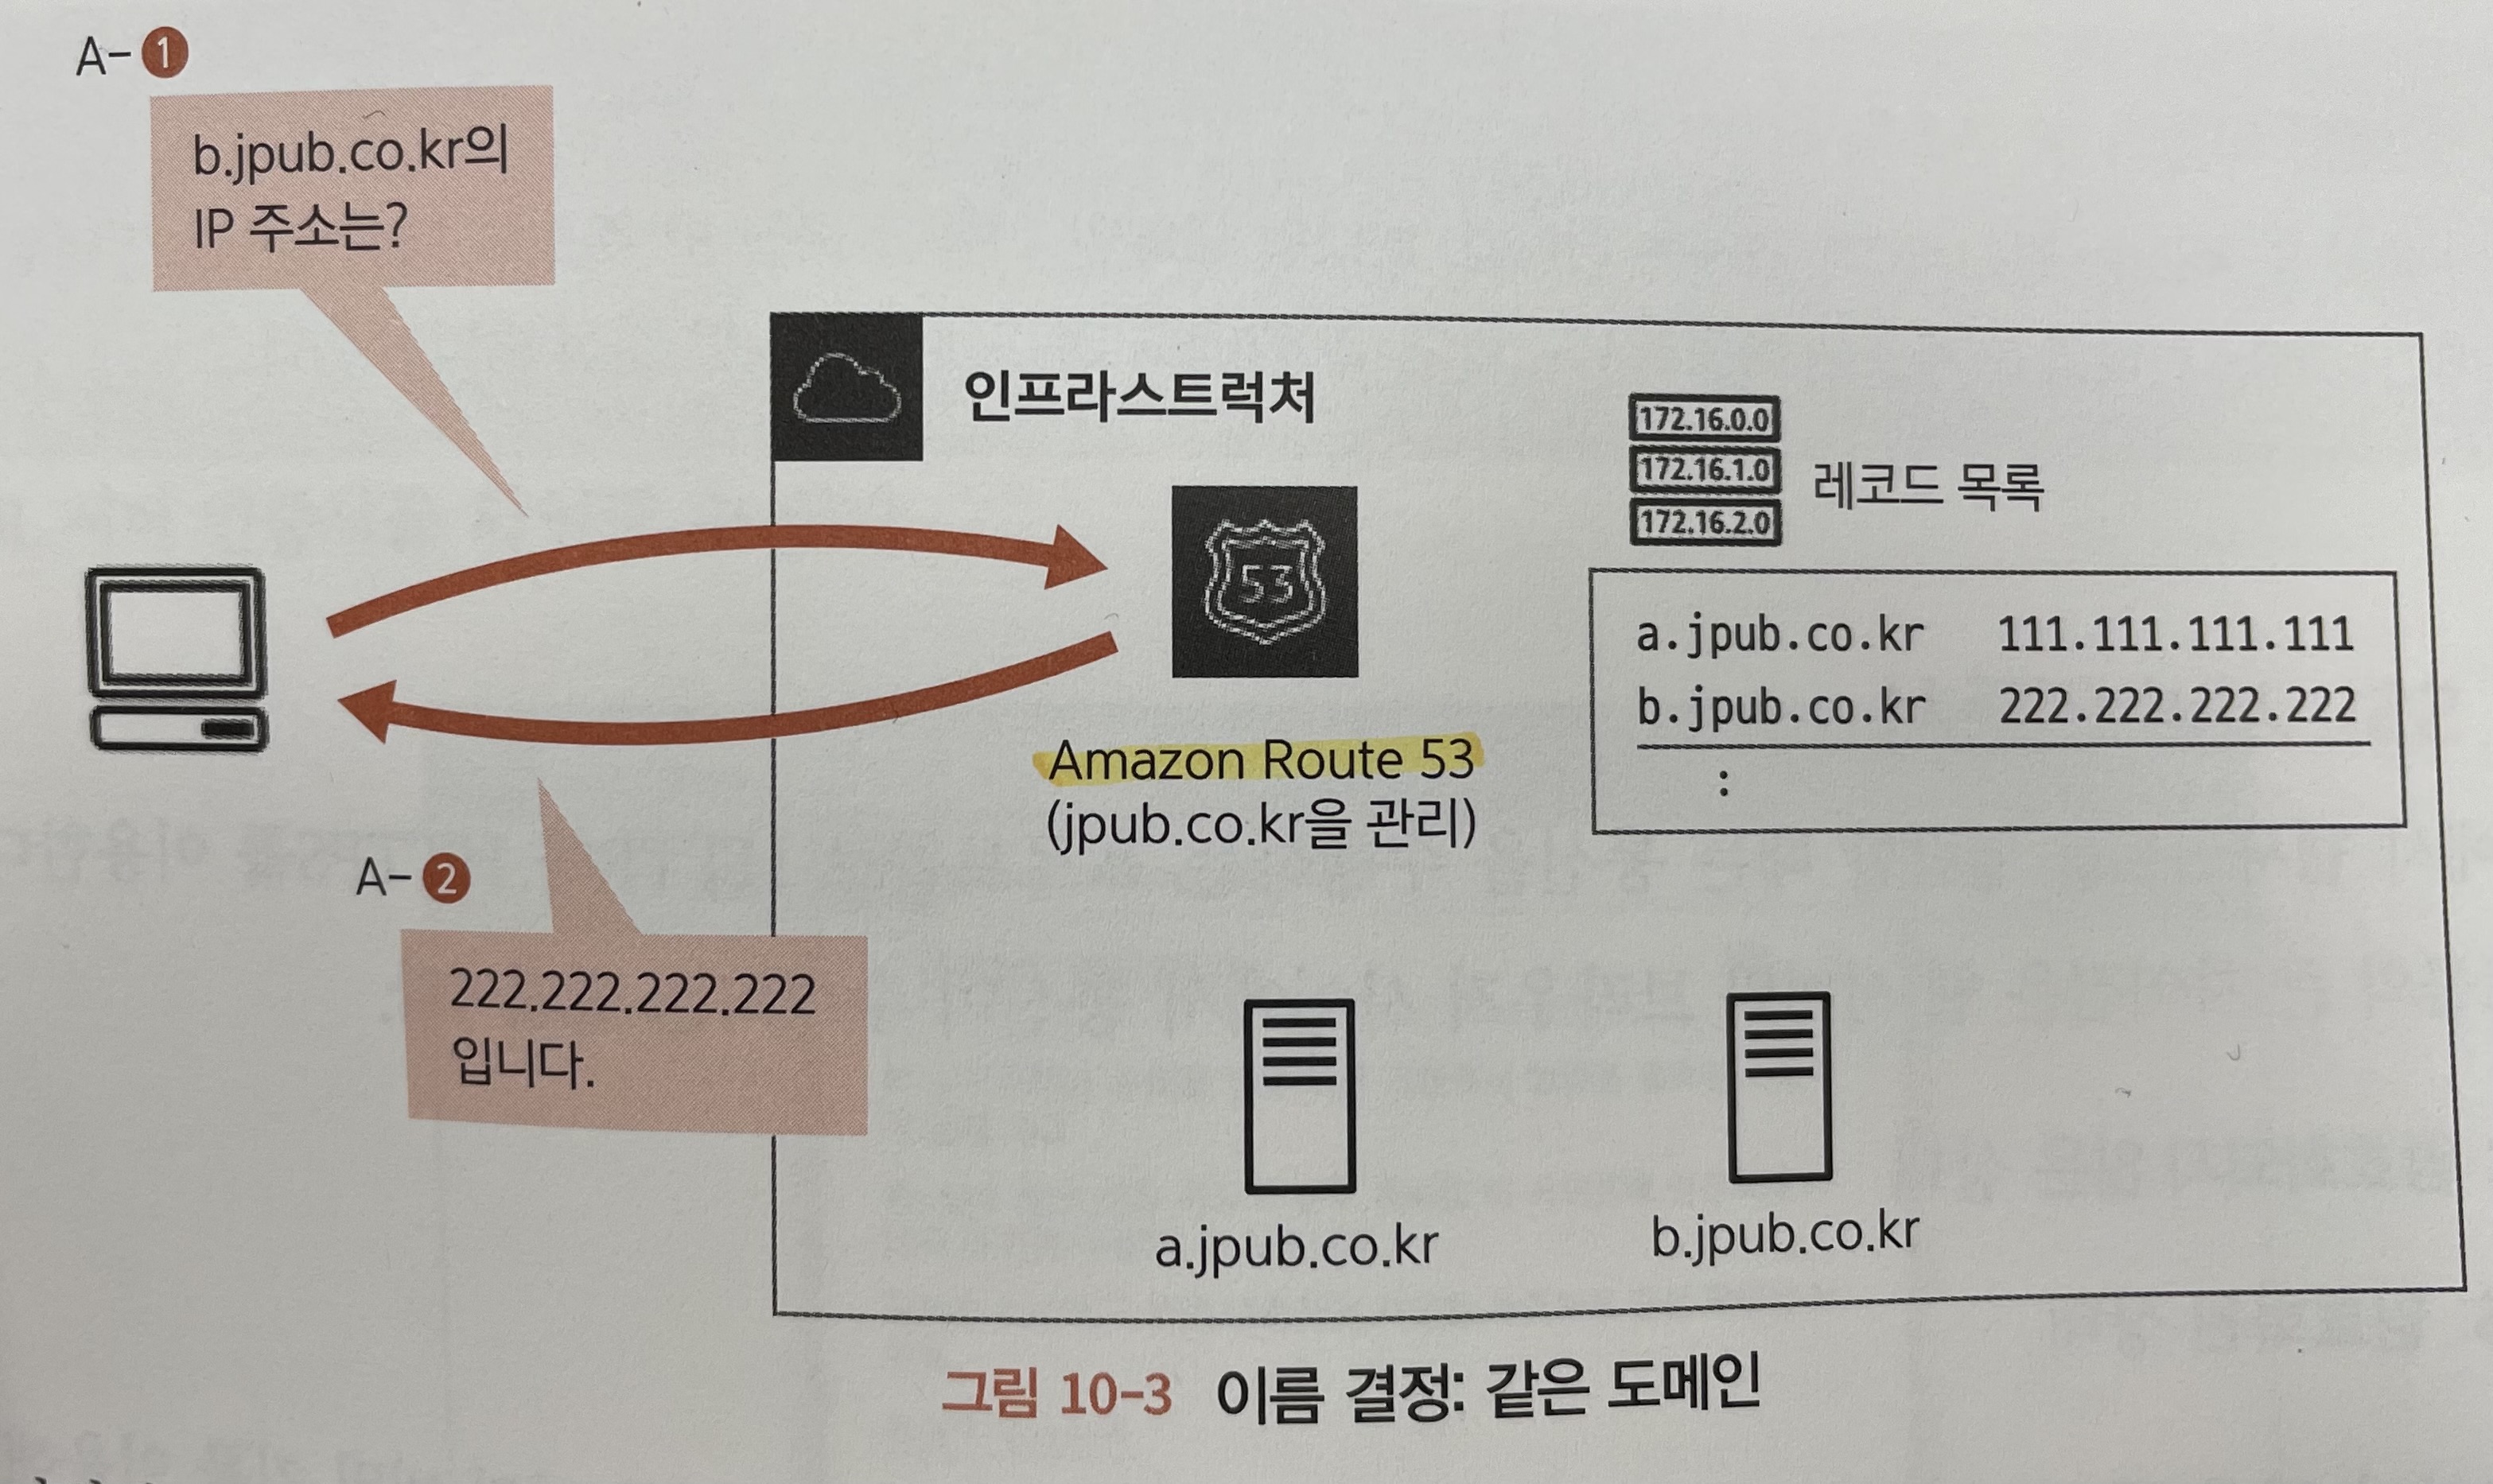 A-1
b.jpub.co.kr의
IP 주소는?
인프라스트럭처
172.16.0.0
172.16.1.0
172.16.2.0
레코드 목록
53
a.jpub.co.kr 111.111.111.111
b.jpub.co.kr 222.222.222.222
:
Amazon Route 53
(jpub.co.kr을 관리)
A-2
222.222.222.222
입니다.
a.jpub.co.kr
b.jpub.co.kr
그림 10-3 이름 결정: 같은 도메인